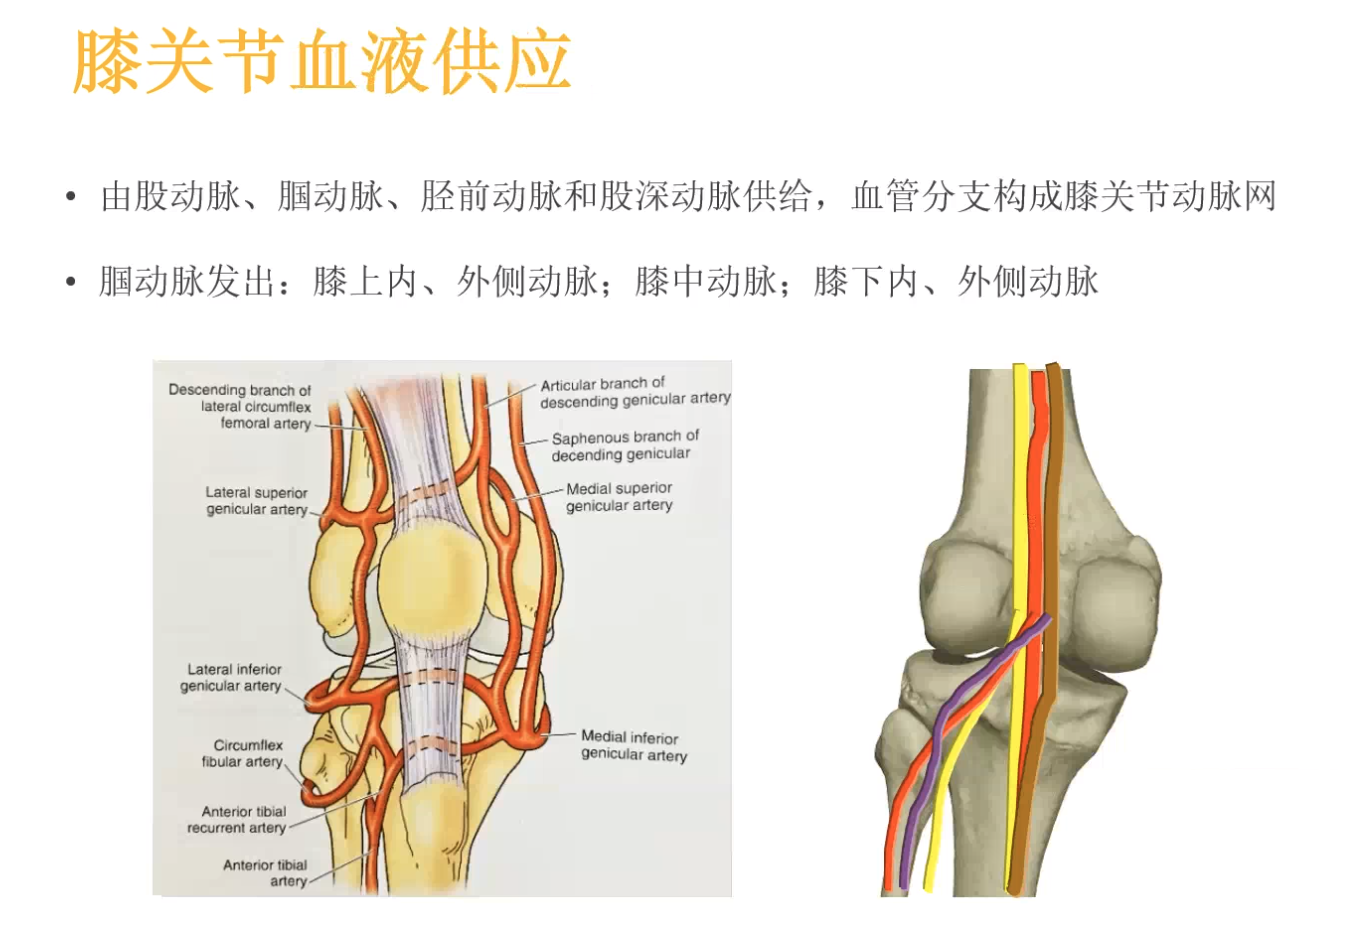 膝关节血液供应
• 由股动脉、腘动脉、胫前动脉和股深动脉供给，血管分支构成膝关节动脉网
• 腘动脉发出：膝上内、外侧动脉；膝中动脉；膝下内、外侧动脉
Descending branch of
lateral circumflex
femoral artery
Lateral superior
genicular artery
Lateral inferior
genicular artery
Circumflex
fibular artery
Anterior tibial
recurrent artery
Anterior tibial
artery
Articular branch of
descending genicular artery
Saphenous branch of
decending genicular
Medial superior
genicular artery
Medial inferior
genicular artery